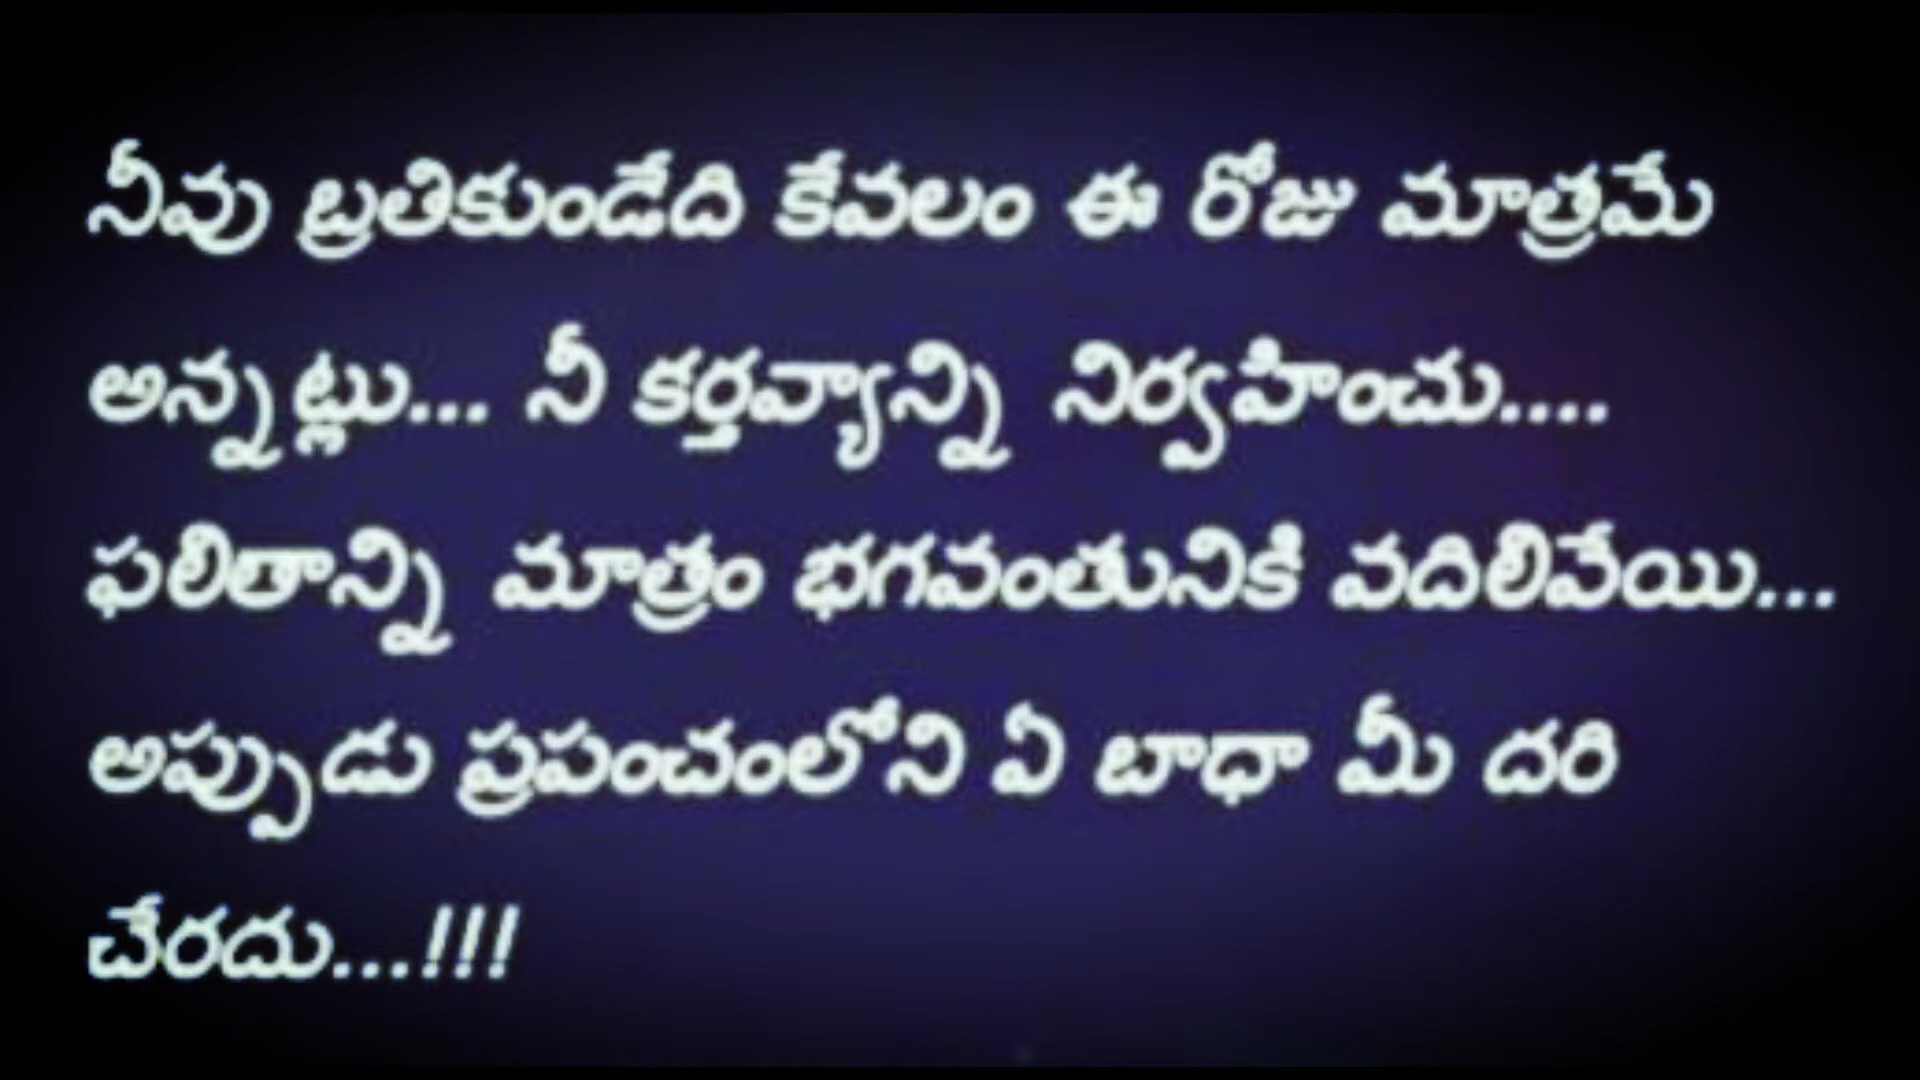 నీవు బ్రతికుండేది కేవలం ఈ రోజు మాత్రమే
అన్నట్లు... నీ కర్తవ్యాన్ని నిర్వహించు....
ఫలితాన్ని మాత్రం భగవంతునికి వదిలివేయి...
అప్పుడు ప్రపంచంలోని ఏ బాధా మీ దరి
చేరదు...!!!